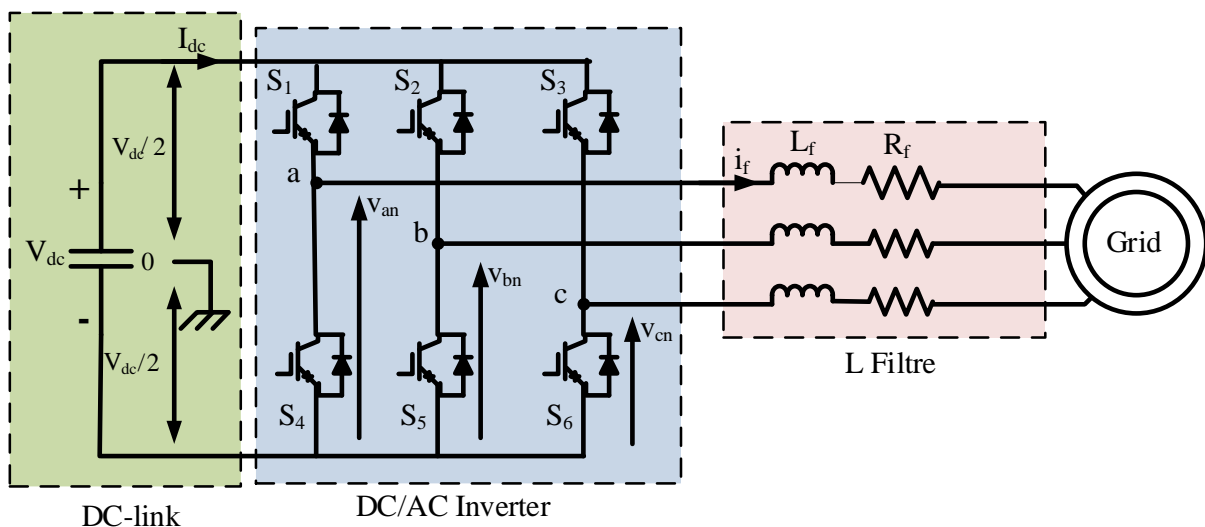 I_dc
S_1
S_2
S_3
V_dc/2
L_f
R_f
i_f
a
+
v_an
b
Grid
V_dc
0
v_bn
c
-
v_cn
V_dc/2
L Filtre
S_4
S_5
S_6
DC/AC Inverter
DC-link